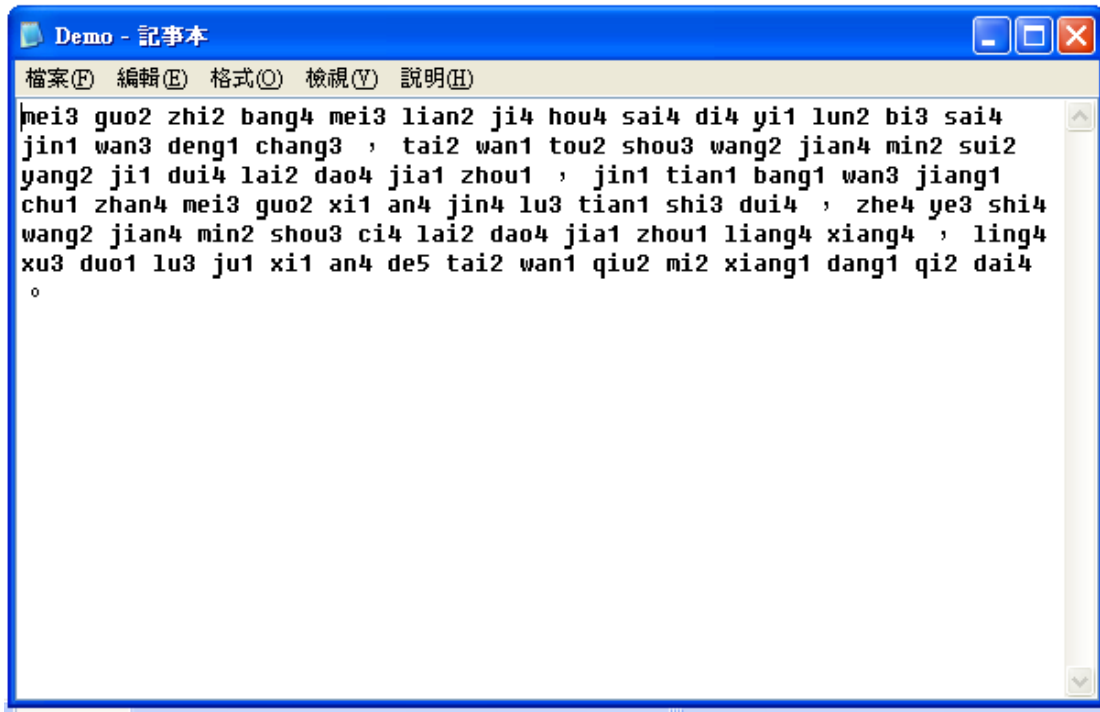 Demo - 記事本
檔案(F) 編輯(E) 格式(O) 檢視(V) 說明(H)
mei3 guo2 zhi2 bang4 mei3 lian2 ji4 hou4 sai4 di4 yi1 lun2 bi3 sai4
jin1 wan3 deng1 chang3 ， tai2 wan1 tou2 shou3 wang2 jian4 min2 sui2
yang2 ji1 dui4 lai2 dao4 jia1 zhou1 ， jin1 tian1 bang1 wan3 jiang1
chu1 zhan4 mei3 guo2 xi1 an4 jin4 lu3 tian1 shi3 dui4 ， zhe4 ye3 shi4
wang2 jian4 min2 shou3 ci4 lai2 dao4 jia1 zhou1 liang4 xiang4 ， ling4
xu3 duo1 lu3 ju1 xi1 an4 de5 tai2 wan1 qiu2 mi2 xiang1 dang1 qi2 dai4
。